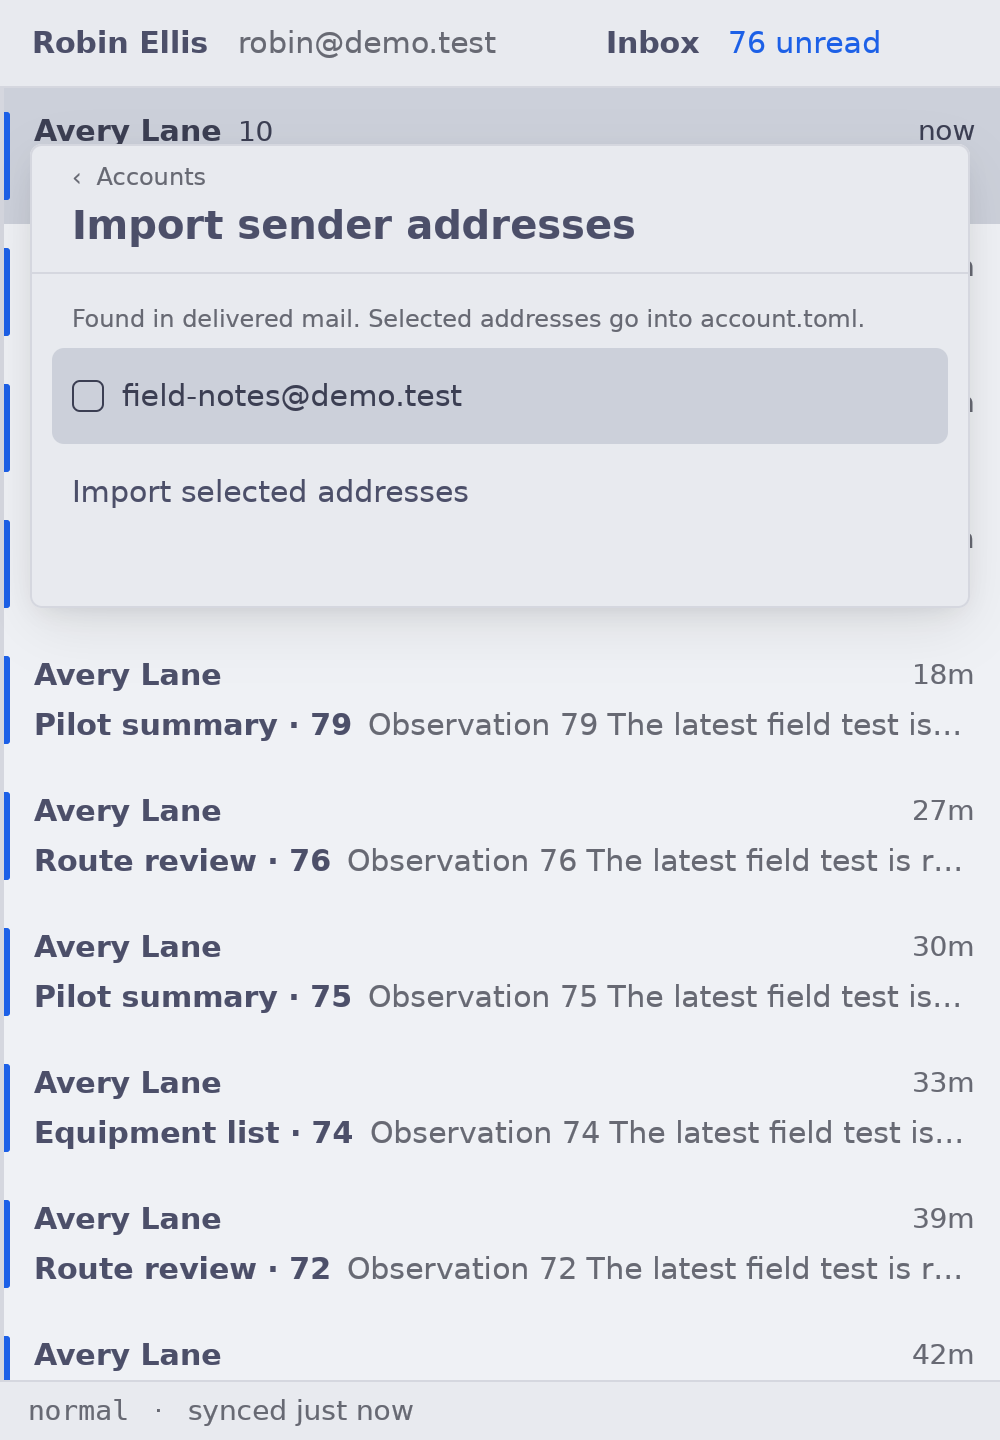 Robin Ellis robin@demo.test Inbox 76 unread
Avery Lane 10 now
‹ Accounts
Import sender addresses
Found in delivered mail. Selected addresses go into account.toml.
field-notes@demo.test
Import selected addresses
Avery Lane 18m
Pilot summary · 79 Observation 79 The latest field test is…
Avery Lane 27m
Route review · 76 Observation 76 The latest field test is r…
Avery Lane 30m
Pilot summary · 75 Observation 75 The latest field test is…
Avery Lane 33m
Equipment list · 74 Observation 74 The latest field test is…
Avery Lane 39m
Route review · 72 Observation 72 The latest field test is r…
Avery Lane 42m
normal · synced just now